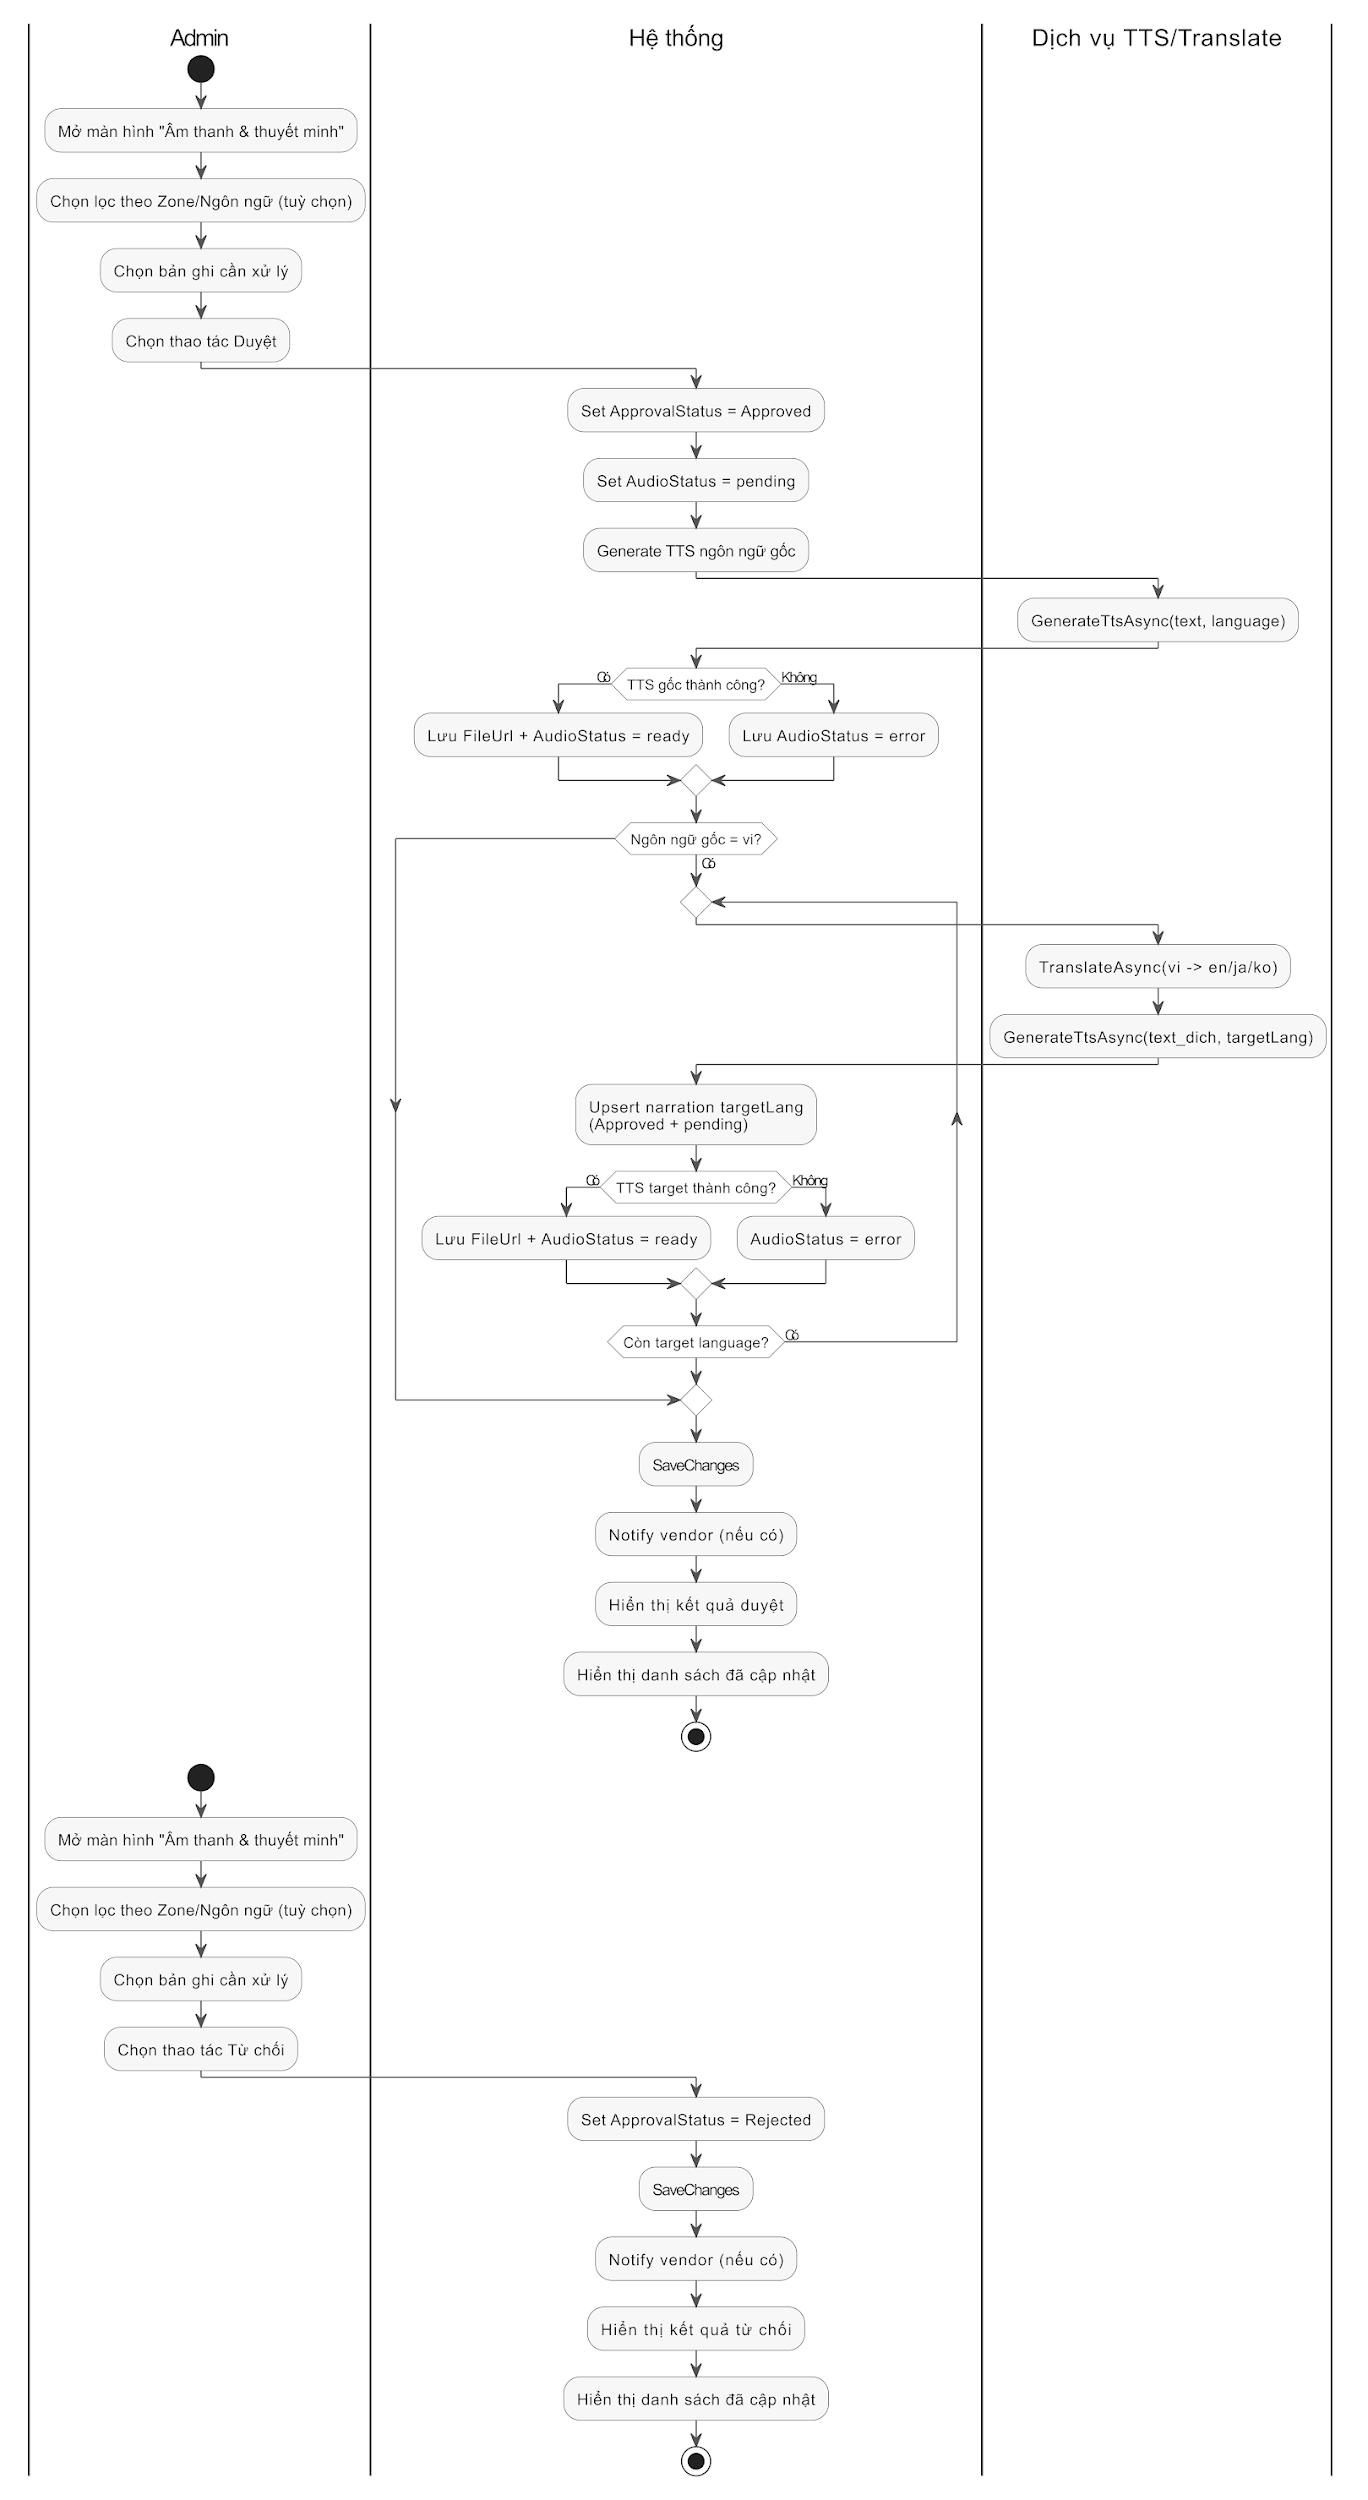 Admin
Hệ thống
Dịch vụ TTS/Translate
Mở màn hình "Âm thanh & thuyết minh"
Chọn lọc theo Zone/Ngôn ngữ (tuỳ chọn)
Chọn bản ghi cần xử lý
Chọn thao tác Duyệt
Set ApprovalStatus = Approved
Set AudioStatus = pending
Generate TTS ngôn ngữ gốc
GenerateTtsAsync(text, language)
Có
TTS gốc thành công?
Không
Lưu FileUrl + AudioStatus = ready
Lưu AudioStatus = error
Ngôn ngữ gốc = vi?
Có
TranslateAsync(vi -> en/ja/ko)
GenerateTtsAsync(text_dich, targetLang)
Upsert narration targetLang
(Approved + pending)
Có
TTS target thành công?
Không
Lưu FileUrl + AudioStatus = ready
AudioStatus = error
Còn target language?
Có
SaveChanges
Notify vendor (nếu có)
Hiển thị kết quả duyệt
Hiển thị danh sách đã cập nhật
Mở màn hình "Âm thanh & thuyết minh"
Chọn lọc theo Zone/Ngôn ngữ (tuỳ chọn)
Chọn bản ghi cần xử lý
Chọn thao tác Từ chối
Set ApprovalStatus = Rejected
SaveChanges
Notify vendor (nếu có)
Hiển thị kết quả từ chối
Hiển thị danh sách đã cập nhật